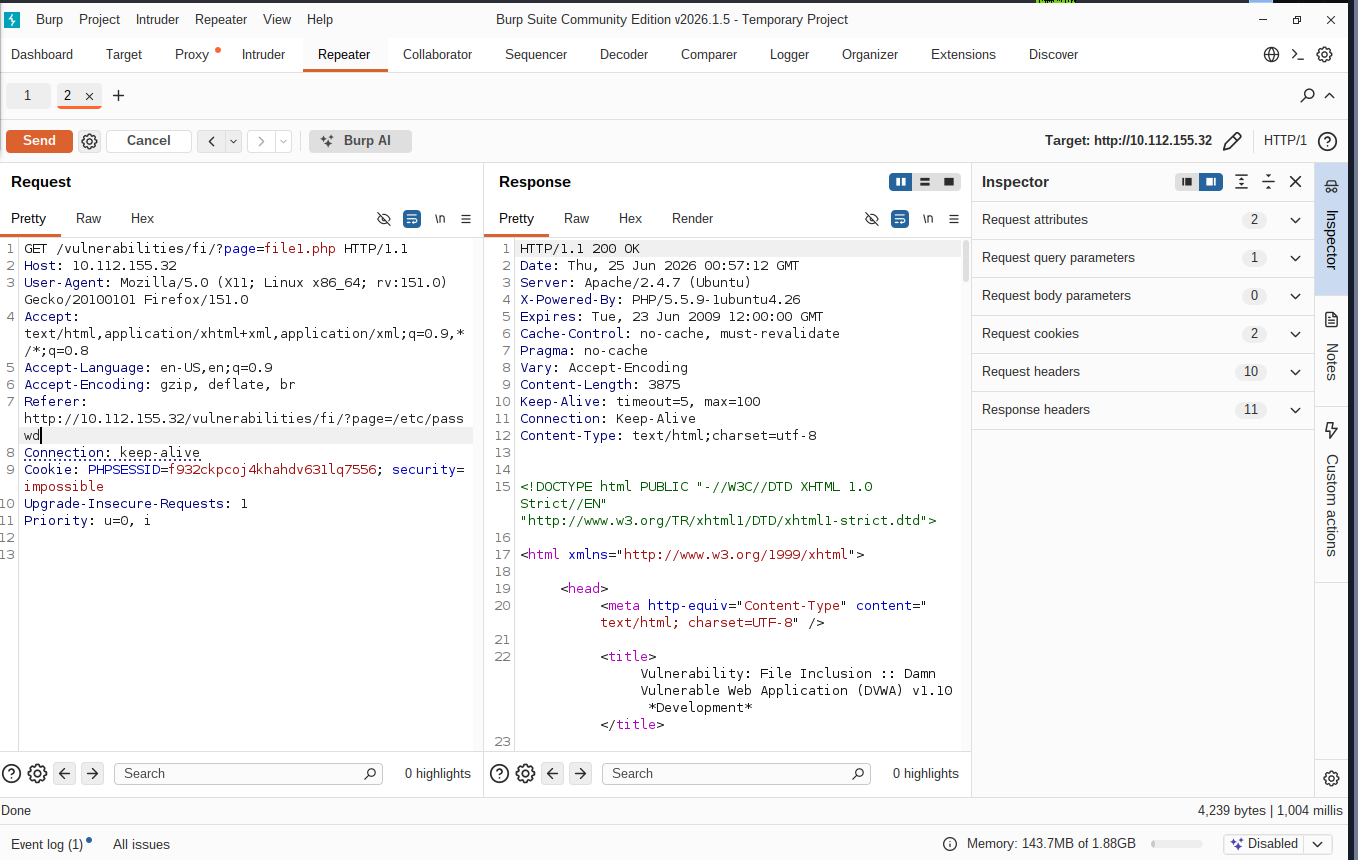 Burp Project Intruder Repeater View Help Burp Suite Community Edition v2026.1.5 - Temporary Project
Dashboard Target Proxy Intruder Repeater Collaborator Sequencer Decoder Comparer Logger Organizer Extensions Discover
1 2 × +
Send Cancel < > Burp AI Target: http://10.112.155.32 HTTP/1
Request
Pretty Raw Hex \n
1 GET /vulnerabilities/fi/?page=file1.php HTTP/1.1
2 Host: 10.112.155.32
3 User-Agent: Mozilla/5.0 (X11; Linux x86_64; rv:151.0)
Gecko/20100101 Firefox/151.0
4 Accept:
text/html,application/xhtml+xml,application/xml;q=0.9,*
/*;q=0.8
5 Accept-Language: en-US,en;q=0.9
6 Accept-Encoding: gzip, deflate, br
7 Referer:
http://10.112.155.32/vulnerabilities/fi/?page=/etc/pass
wd
8 Connection: keep-alive
9 Cookie: PHPSESSID=f932ckpcoj4khahdv631lq7556; security=
impossible
10 Upgrade-Insecure-Requests: 1
11 Priority: u=0, i
12
13
Search 0 highlights
Response
Pretty Raw Hex Render \n
1 HTTP/1.1 200 OK
2 Date: Thu, 25 Jun 2026 00:57:12 GMT
3 Server: Apache/2.4.7 (Ubuntu)
4 X-Powered-By: PHP/5.5.9-1ubuntu4.26
5 Expires: Tue, 23 Jun 2009 12:00:00 GMT
6 Cache-Control: no-cache, must-revalidate
7 Pragma: no-cache
8 Vary: Accept-Encoding
9 Content-Length: 3875
10 Keep-Alive: timeout=5, max=100
11 Connection: Keep-Alive
12 Content-Type: text/html;charset=utf-8
13
14
15 <!DOCTYPE html PUBLIC "-//W3C//DTD XHTML 1.0
Strict//EN"
"http://www.w3.org/TR/xhtml1/DTD/xhtml1-strict.dtd">
16
17 <html xmlns="http://www.w3.org/1999/xhtml">
18
19 <head>
20 <meta http-equiv="Content-Type" content="
text/html; charset=UTF-8" />
21
22 <title>
Vulnerability: File Inclusion :: Damn
Vulnerable Web Application (DVWA) v1.10
*Development*
</title>
23
Search 0 highlights
Inspector
Request attributes 2
Request query parameters 1
Request body parameters 0
Request cookies 2
Request headers 10
Response headers 11
Inspector
Notes
Custom actions
Done 4,239 bytes | 1,004 millis
Event log (1) All issues Memory: 143.7MB of 1.88GB Disabled